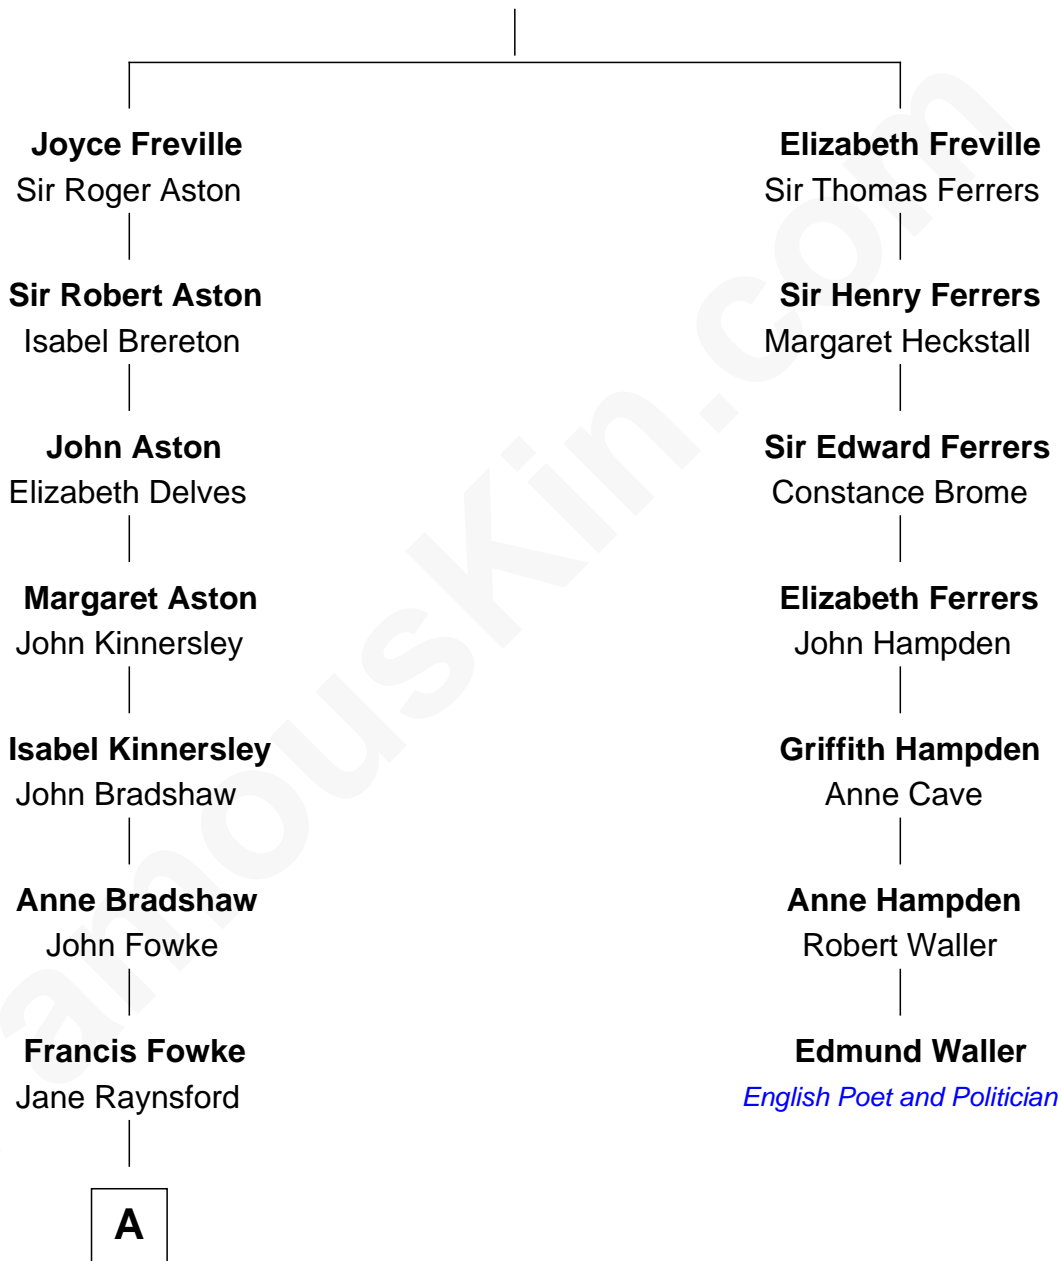 Joyce Freville
Sir Roger Aston
Sir Robert Aston
Isabel Brereton
John Aston
Elizabeth Delves
Margaret Aston
John Kinnersley
Isabel Kinnersley
John Bradshaw
Anne Bradshaw
John Fowke
Francis Fowke
Jane Raynsford
A
Elizabeth Freville
Sir Thomas Ferrers
Sir Henry Ferrers
Margaret Heckstall
Sir Edward Ferrers
Constance Brome
Elizabeth Ferrers
John Hampden
Griffith Hampden
Anne Cave
Anne Hampden
Robert Waller
Edmund Waller
English Poet and Politician
amouskin.com